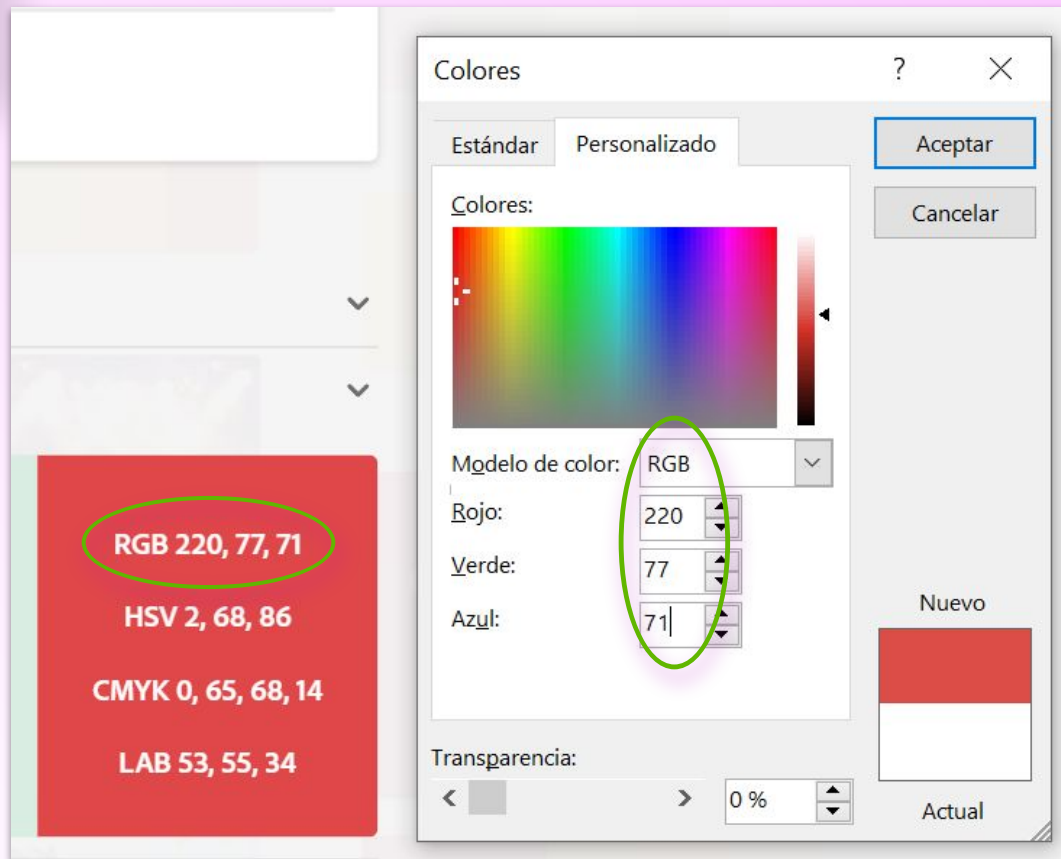 Colores
?
Estándar
Personalizado
Aceptar
Cancelar
Colores:
Modelo de color:
RGB
Rojo:
220
Verde:
77
Azul:
71
Nuevo
Actual
Transparencia:
0 %
RGB 220, 77, 71
HSV 2, 68, 86
CMYK 0, 65, 68, 14
LAB 53, 55, 34